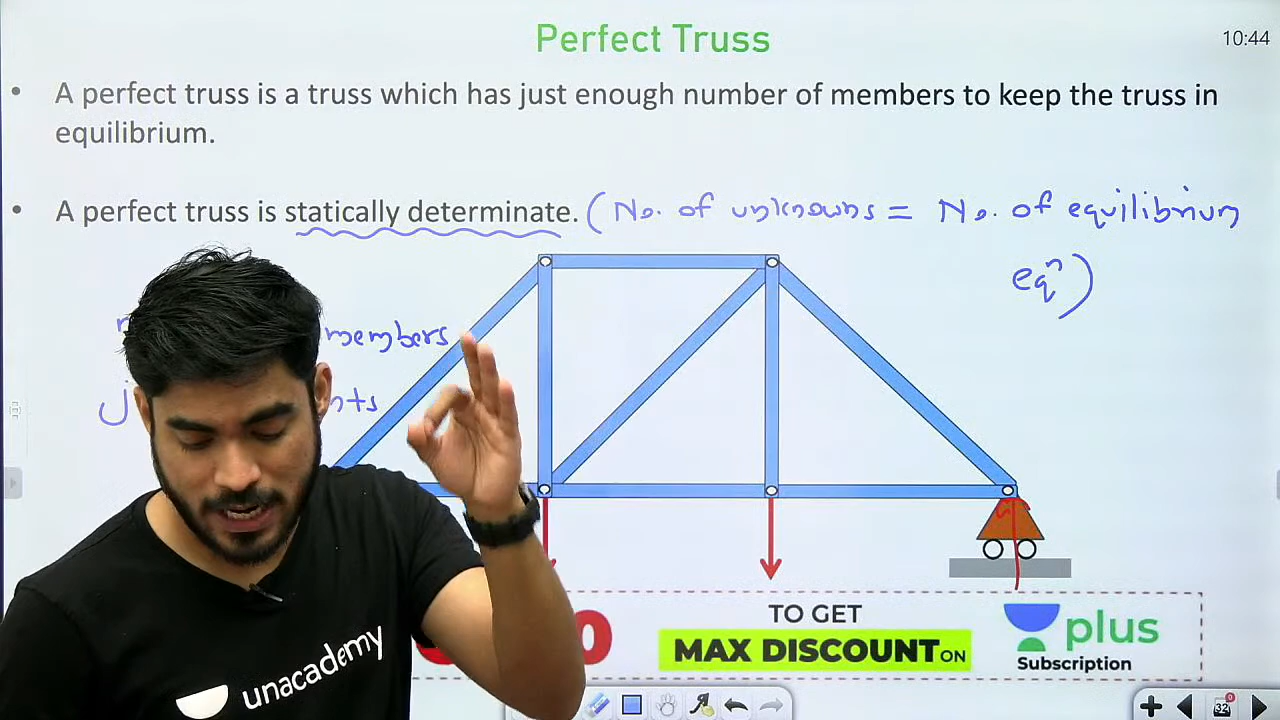 Perfect Truss
10:44
• A perfect truss is a truss which has just enough number of members to keep the truss in
equilibrium.
• A perfect truss is statically determinate. (No. of unknowns = No. of equilibrium
eqⁿ)
members
j
0
TO GET
MAX DISCOUNT ON
plus
Subscription
unacademy
32